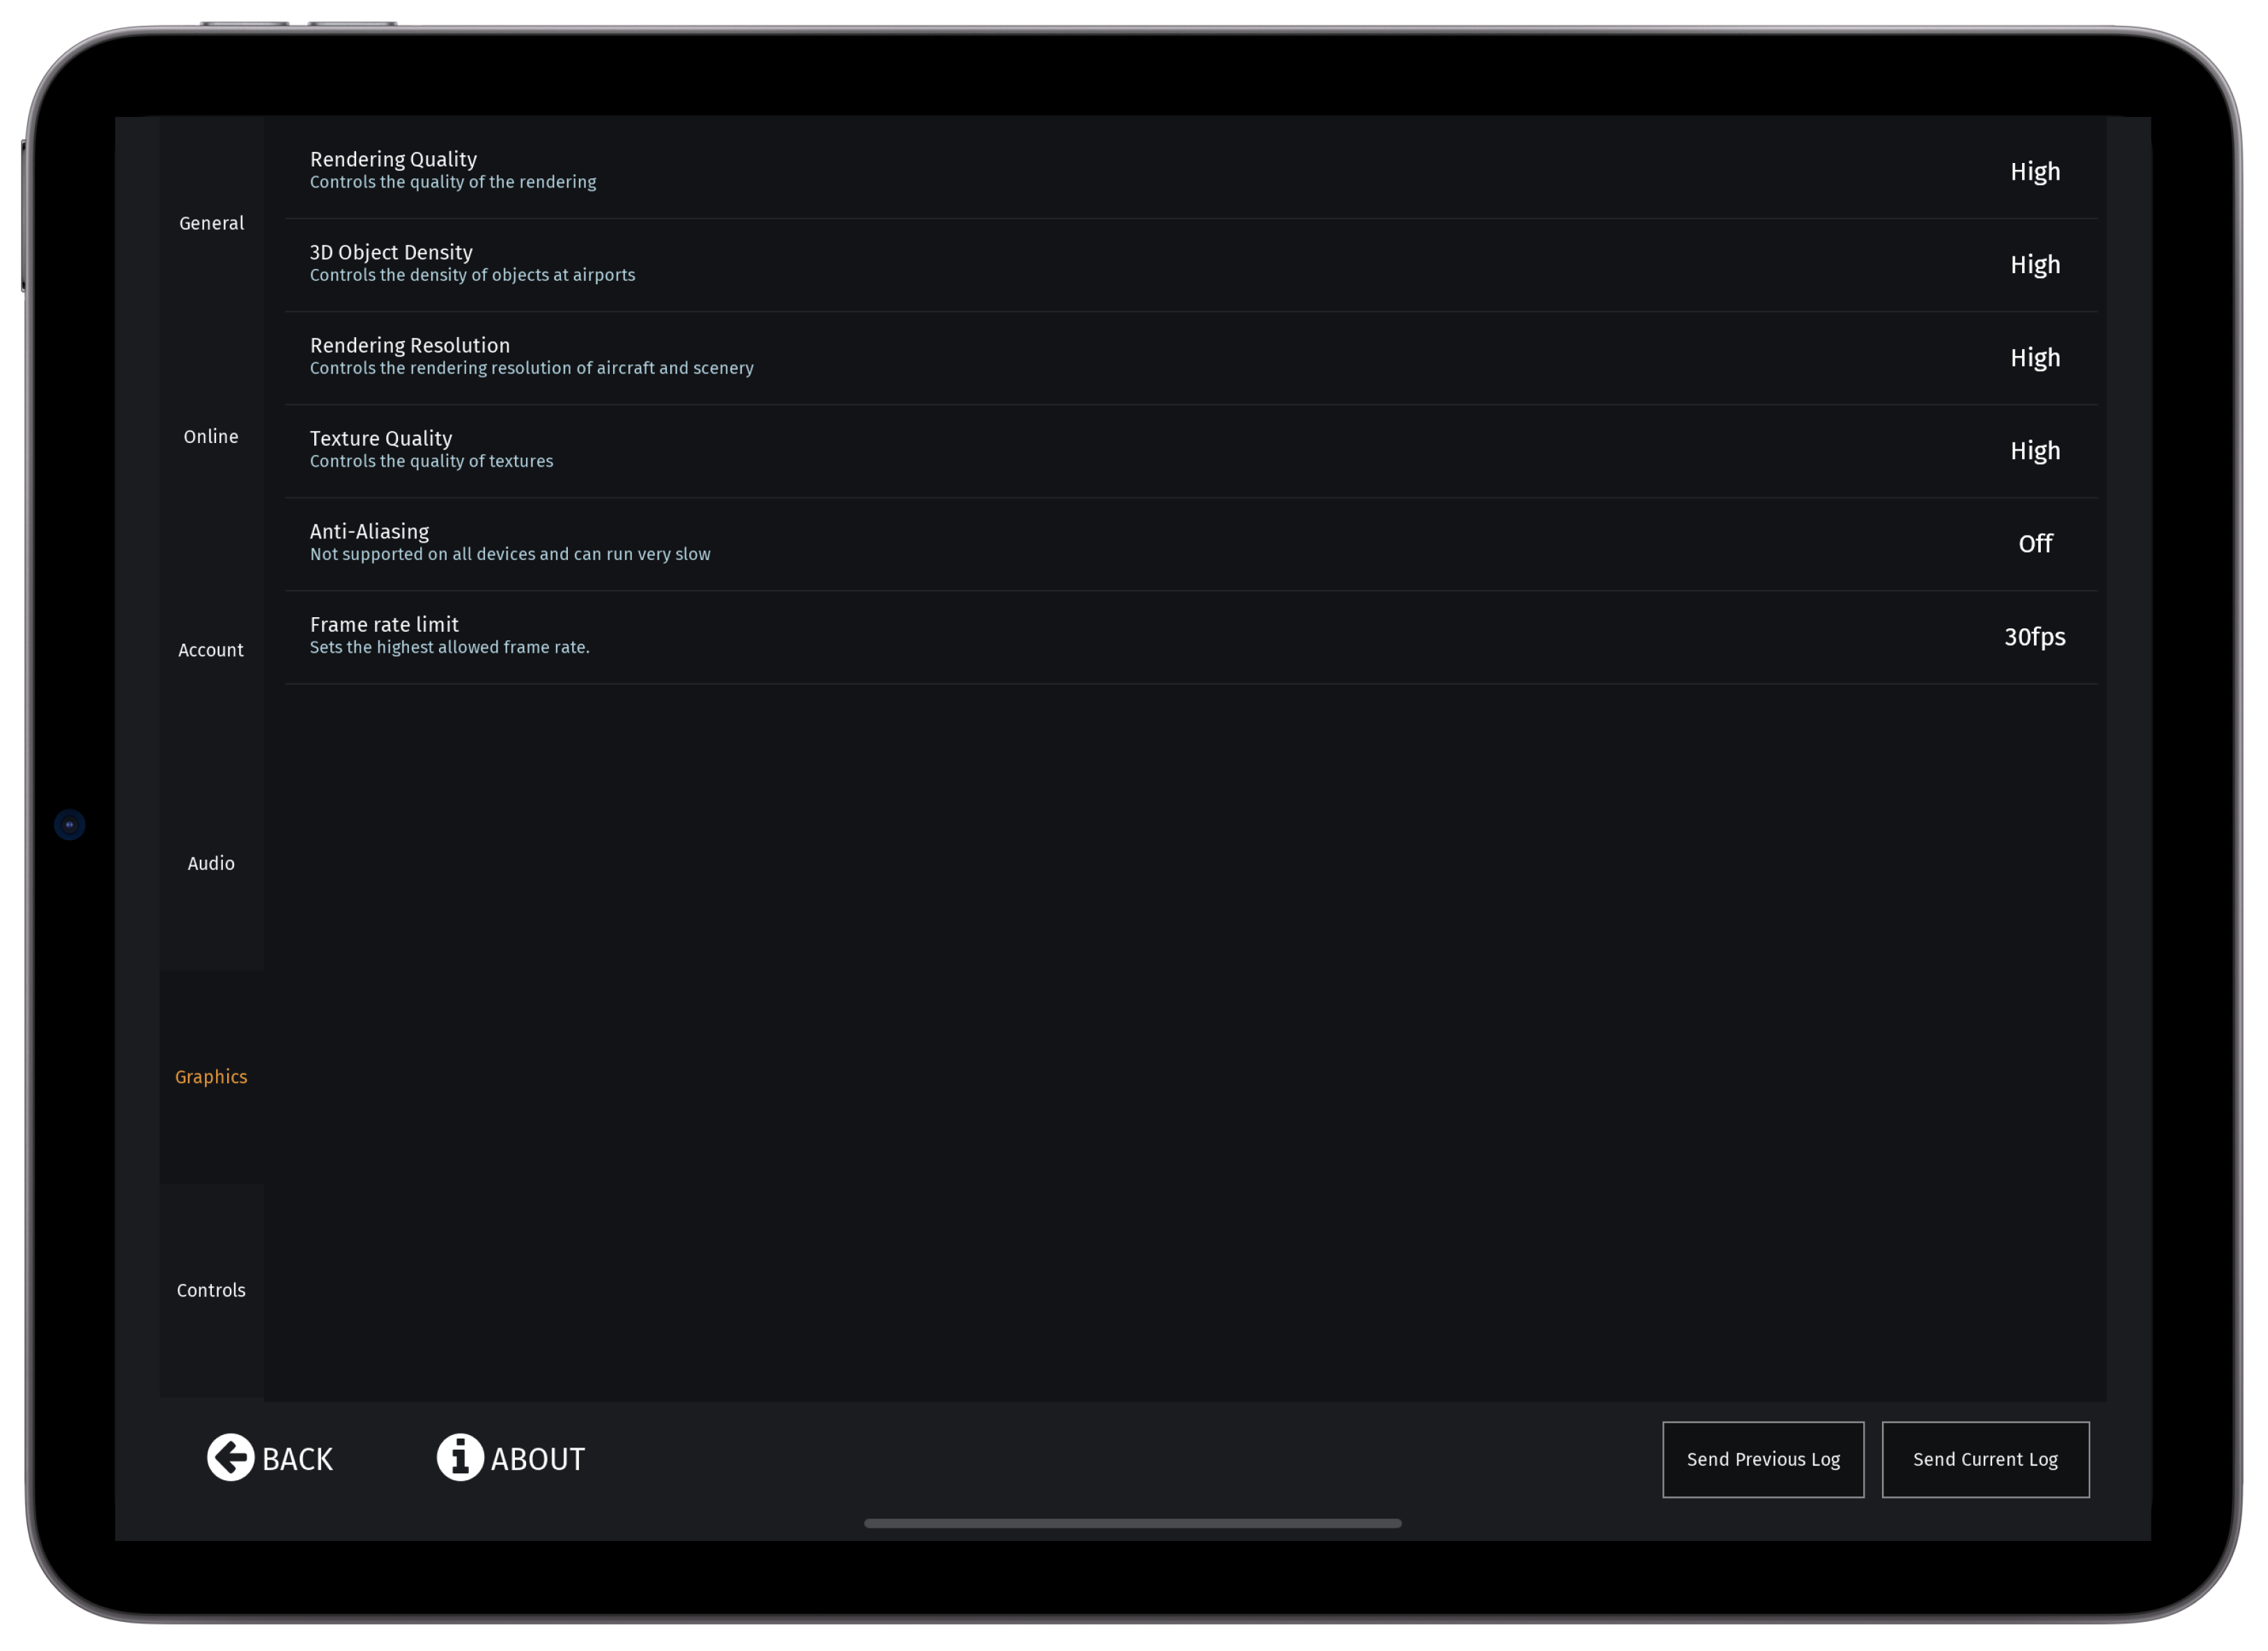 General
Online
Account
Audio
Graphics
Controls
Rendering Quality
Controls the quality of the rendering
High
3D Object Density
Controls the density of objects at airports
High
Rendering Resolution
Controls the rendering resolution of aircraft and scenery
High
Texture Quality
Controls the quality of textures
High
Anti-Aliasing
Not supported on all devices and can run very slow
Off
Frame rate limit
Sets the highest allowed frame rate.
30fps
BACK
ABOUT
Send Previous Log
Send Current Log